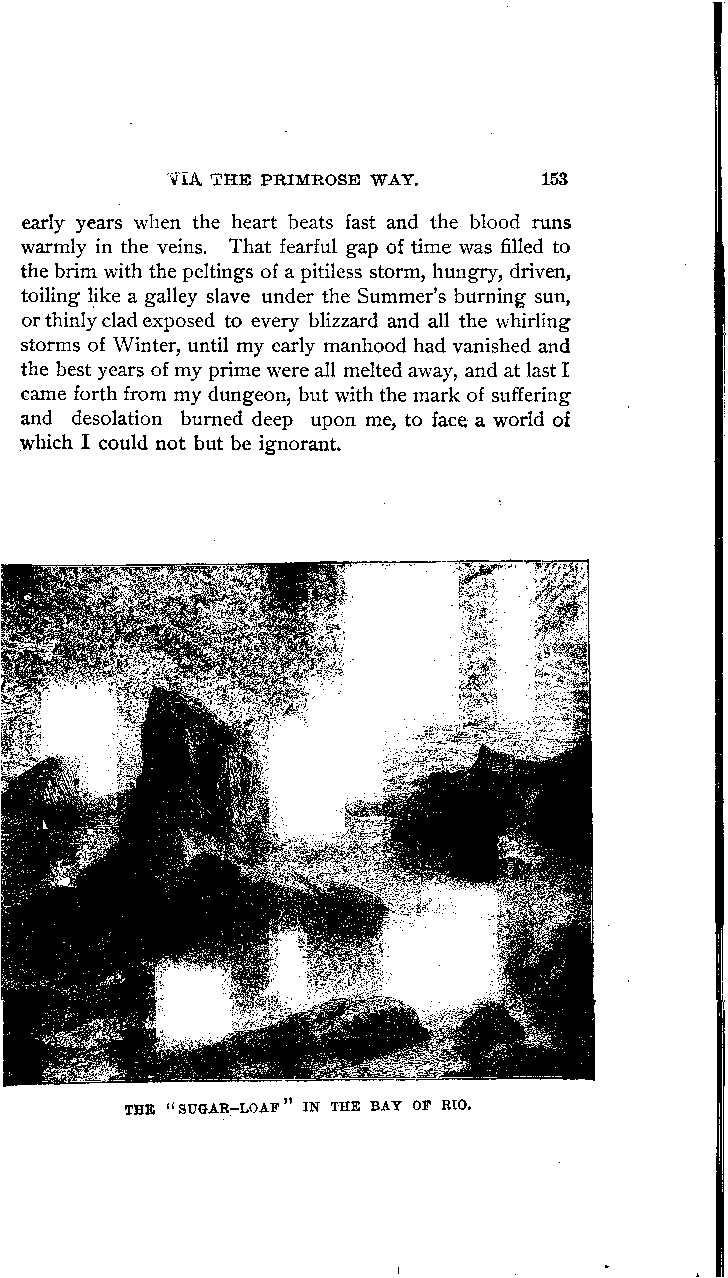 VIA THE PRIMROSE WAY. 153
early years when the heart beats fast and the blood runs
warmly in the veins. That fearful gap of time was filled to
the brim with the peltings of a pitiless storm, hungry, driven,
toiling like a galley slave under the Summer's burning sun,
or thinly clad exposed to every blizzard and all the whirling
storms of Winter, until my early manhood had vanished and
the best years of my prime were all melted away, and at last I
came forth from my dungeon, but with the mark of suffering
and desolation burned deep upon me, to face a world of
which I could not but be ignorant.
THE "SUGAR-LOAF" IN THE BAY OF RIO.